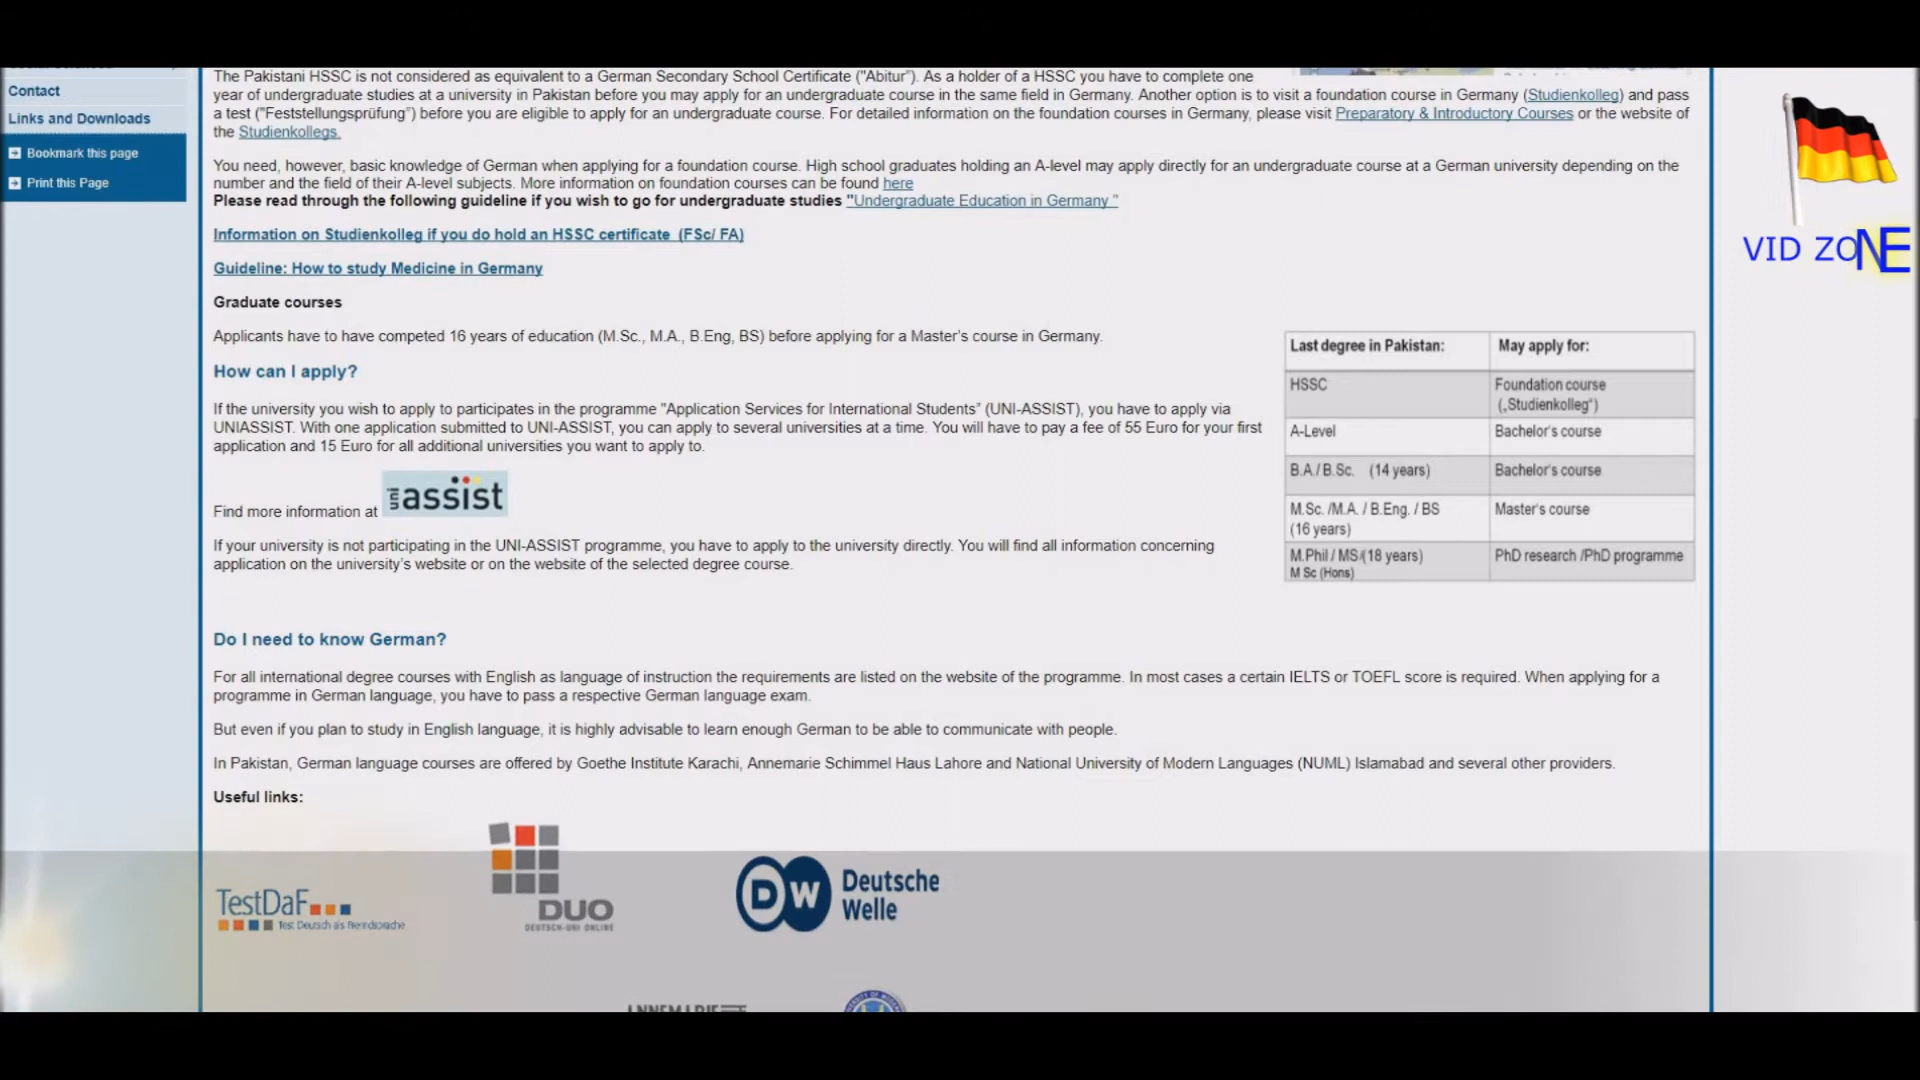 Contact
Links and Downloads
Bookmark this page
Print this Page
The Pakistani HSSC is not considered as equivalent to a German Secondary School Certificate ("Abitur"). As a holder of a HSSC you have to complete one
year of undergraduate studies at a university in Pakistan before you may apply for an undergraduate course in the same field in Germany. Another option is to visit a foundation course in Germany (Studienkolleg) and pass
a test ("Feststellungsprüfung") before you are eligible to apply for an undergraduate course. For detailed information on the foundation courses in Germany, please visit Preparatory & Introductory Courses or the website of
the Studienkollegs.
You need, however, basic knowledge of German when applying for a foundation course. High school graduates holding an A-level may apply directly for an undergraduate course at a German university depending on the
number and the field of their A-level subjects. More information on foundation courses can be found here
Please read through the following guideline if you wish to go for undergraduate studies "Undergraduate Education in Germany "
Information on Studienkolleg if you do hold an HSSC certificate (FSc/ FA)
Guideline: How to study Medicine in Germany
Graduate courses
Applicants have to have competed 16 years of education (M.Sc., M.A., B.Eng, BS) before applying for a Master's course in Germany.
How can I apply?
If the university you wish to apply to participates in the programme "Application Services for International Students" (UNI-ASSIST), you have to apply via
UNIASSIST. With one application submitted to UNI-ASSIST, you can apply to several universities at a time. You will have to pay a fee of 55 Euro for your first
application and 15 Euro for all additional universities you want to apply to.
Find more information at uni assist
If your university is not participating in the UNI-ASSIST programme, you have to apply to the university directly. You will find all information concerning
application on the university's website or on the website of the selected degree course.
Last degree in Pakistan: May apply for:
HSSC Foundation course
(„Studienkolleg")
A-Level Bachelor's course
B.A./ B.Sc. (14 years) Bachelor's course
M.Sc. /M.A. / B.Eng. / BS Master's course
(16 years)
M.Phil / MS/(18 years) PhD research /PhD programme
M Sc (Hons)
Do I need to know German?
For all international degree courses with English as language of instruction the requirements are listed on the website of the programme. In most cases a certain IELTS or TOEFL score is required. When applying for a
programme in German language, you have to pass a respective German language exam.
But even if you plan to study in English language, it is highly advisable to learn enough German to be able to communicate with people.
In Pakistan, German language courses are offered by Goethe Institute Karachi, Annemarie Schimmel Haus Lahore and National University of Modern Languages (NUML) Islamabad and several other providers.
Useful links:
TestDaF
Test Deutsch als Fremdsprache
DUO
DEUTSCH-UNI ONLINE
DW Deutsche
Welle
VID ZONE